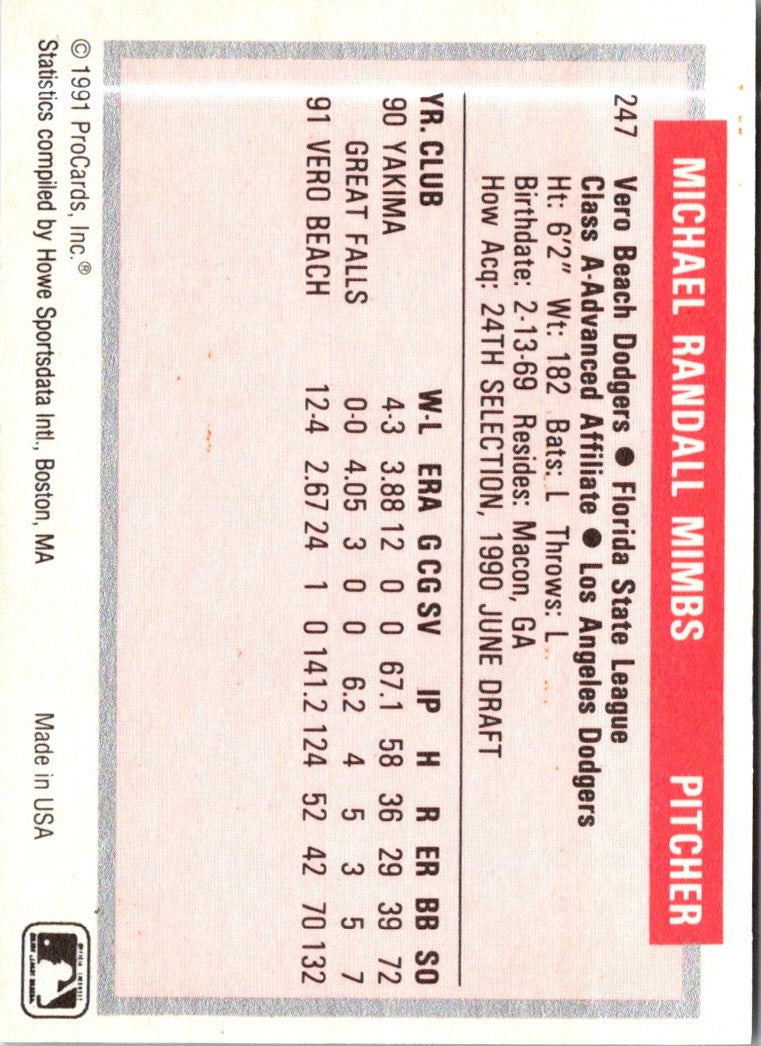 MICHAEL RANDALL MIMBS PITCHER
247 Vero Beach Dodgers ● Florida State League
Class A-Advanced Affiliate ● Los Angeles Dodgers
Ht: 6'2" Wt: 182 Bats: L Throws: L
Birthdate: 2-13-69 Resides: Macon, GA
How Acq: 24TH SELECTION, 1990 JUNE DRAFT
YR. CLUB W-L ERA G CG SV IP H R ER BB SO
90 YAKIMA 4-3 3.88 12 0 0 67.1 58 36 29 39 72
GREAT FALLS 0-0 4.05 3 0 0 6.2 4 5 3 5 7
91 VERO BEACH 12-4 2.67 24 1 0 141.2 124 52 42 70 132
© 1991 ProCards, Inc.®
Statistics compiled by Howe Sportsdata Intl., Boston, MA Made in USA